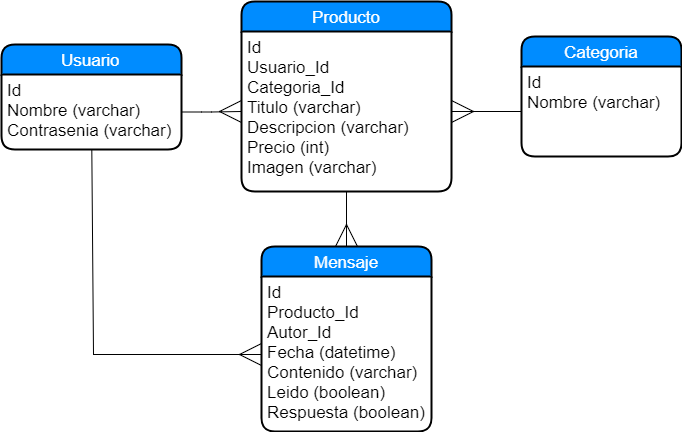 Usuario
Id
Nombre (varchar)
Contrasenia (varchar)
Producto
Id
Usuario_Id
Categoria_Id
Titulo (varchar)
Descripcion (varchar)
Precio (int)
Imagen (varchar)
Categoria
Id
Nombre (varchar)
Mensaje
Id
Producto_Id
Autor_Id
Fecha (datetime)
Contenido (varchar)
Leido (boolean)
Respuesta (boolean)